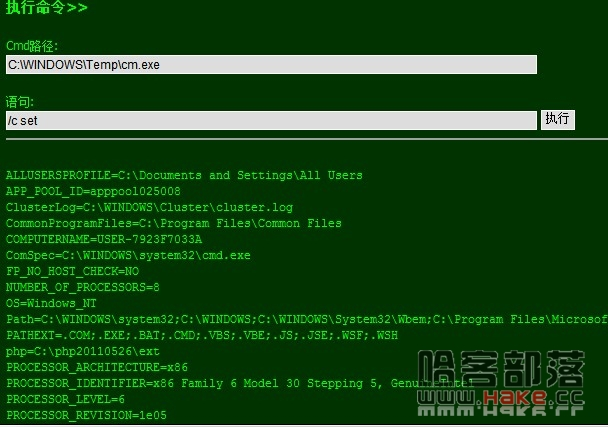 执行命令>>
Cmd路径:
C:\WINDOWS\Temp\cm.exe
语句:
/c set
执行
ALLUSERSPROFILE=C:\Documents and Settings\All Users
APP_POOL_ID=apppool025008
ClusterLog=C:\WINDOWS\Cluster\cluster.log
CommonProgramFiles=C:\Program Files\Common Files
COMPUTERNAME=USER-7923F7033A
ComSpec=C:\WINDOWS\system32\cmd.exe
FP_NO_HOST_CHECK=NO
NUMBER_OF_PROCESSORS=8
OS=Windows_NT
Path=C:\WINDOWS\system32;C:\WINDOWS;C:\WINDOWS\System32\Wbem;C:\Program Files\Microsof
PATHEXT=.COM;.EXE;.BAT;.CMD;.VBS;.VBE;.JS;.JSE;.WSF;.WSH
php=C:\php20110526\ext
PROCESSOR_ARCHITECTURE=x86
PROCESSOR_IDENTIFIER=x86 Family 6 Model 30 Stepping 5, GenuineIntel
PROCESSOR_LEVEL=6
PROCESSOR_REVISION=1e05
哈客部落
www.Hake.cc